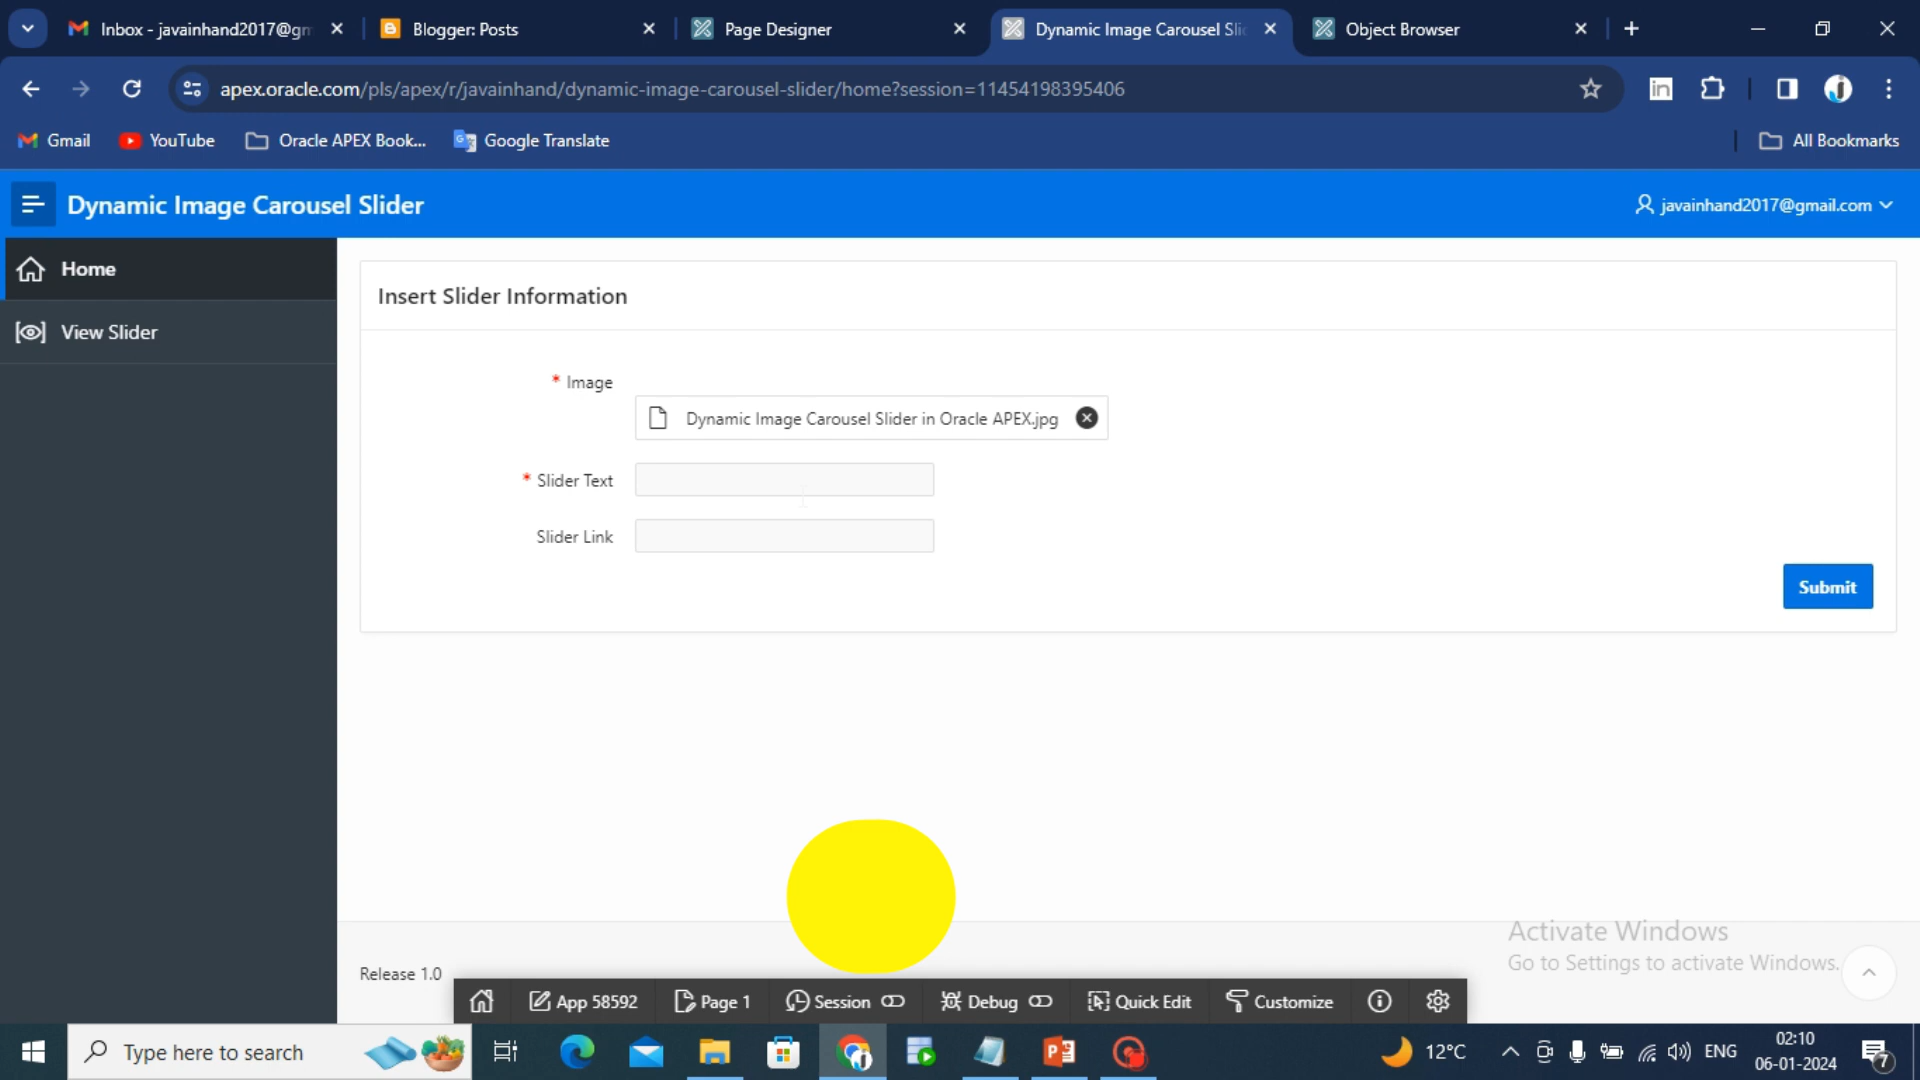 Inbox - javainhand2017@gm
Blogger: Posts
Page Designer
Dynamic Image Carousel Sli
Object Browser
apex.oracle.com/pls/apex/r/javainhand/dynamic-image-carousel-slider/home?session=11454198395406
Gmail
YouTube
Oracle APEX Book...
Google Translate
All Bookmarks
Dynamic Image Carousel Slider
javainhand2017@gmail.com
Home
View Slider
Insert Slider Information
* Image
Dynamic Image Carousel Slider in Oracle APEX.jpg
* Slider Text
Slider Link
Submit
Activate Windows
Go to Settings to activate Windows.
Release 1.0
App 58592
Page 1
Session
Debug
Quick Edit
Customize
Type here to search
12°C
ENG
02:10
06-01-2024
7